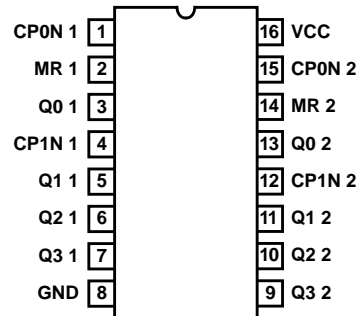 CP0N 1 1 16 VCC
MR 1 2 15 CP0N 2
Q0 1 3 14 MR 2
CP1N 1 4 13 Q0 2
Q1 1 5 12 CP1N 2
Q2 1 6 11 Q1 2
Q3 1 7 10 Q2 2
GND 8 9 Q3 2